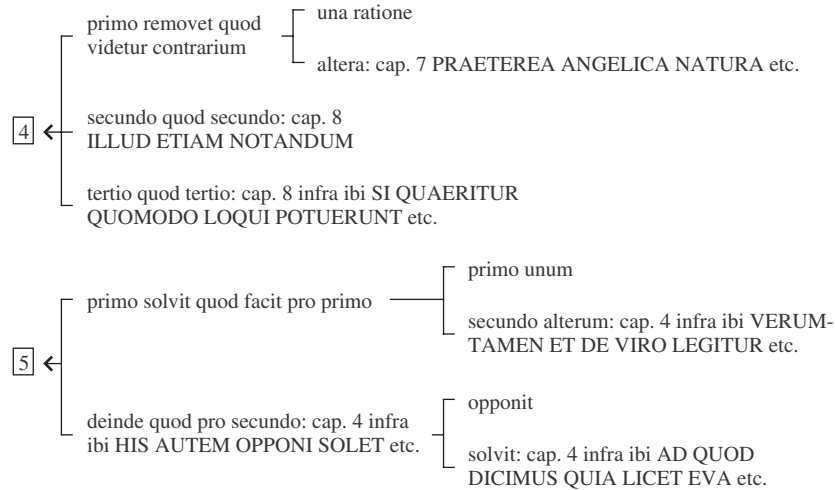 primo removet quod
videtur contrarium
una ratione
altera: cap. 7 PRAETEREA ANGELICA NATURA etc.
4
secundo quod secundo: cap. 8
ILLUD ETIAM NOTANDUM
tertio quod tertio: cap. 8 infra ibi SI QUAERITUR
QUOMODO LOQUI POTUERUNT etc.
primo solvit quod facit pro primo
primo unum
secundo alterum: cap. 4 infra ibi VERUM-
TAMEN ET DE VIRO LEGITUR etc.
5
deinde quod pro secundo: cap. 4 infra
ibi HIS AUTEM OPPONI SOLET etc.
opponit
solvit: cap. 4 infra ibi AD QUOD
DICIMUS QUIA LICET EVA etc.